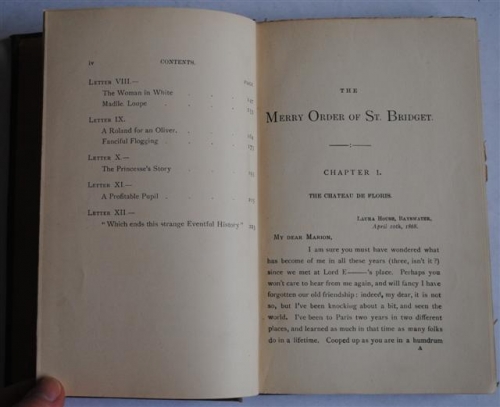 iv CONTENTS.
Letter VIII.— PAGE
The Woman in White
Madlle. Loupe
Letter IX.
A Roland for an Oliver.
Fanciful Flogging
Letter X.—
The Princesse's Story
Letter XI.—
A Profitable Pupil
Letter XII.—
"Which ends this strange Eventful History"
THE
Merry Order of St. Bridget.
CHAPTER I.
THE CHATEAU DE FLORIS.
Laura House, Bayswater,
April 10th, 1868.
My dear Marion,
I am sure you must have wondered what
has become of me in all these years (three, isn't it?)
since we met at Lord E——'s place. Perhaps
you won't care to hear from me again, and will fancy I have
forgotten our old friendship: indeed, my dear, it is not
so, but I've been knocking about a bit, and seen the
world. I've been to Paris two years in two different
places, and learned as much in that time as many folks
do in a lifetime. Cooped up as you are in a humdrum
A